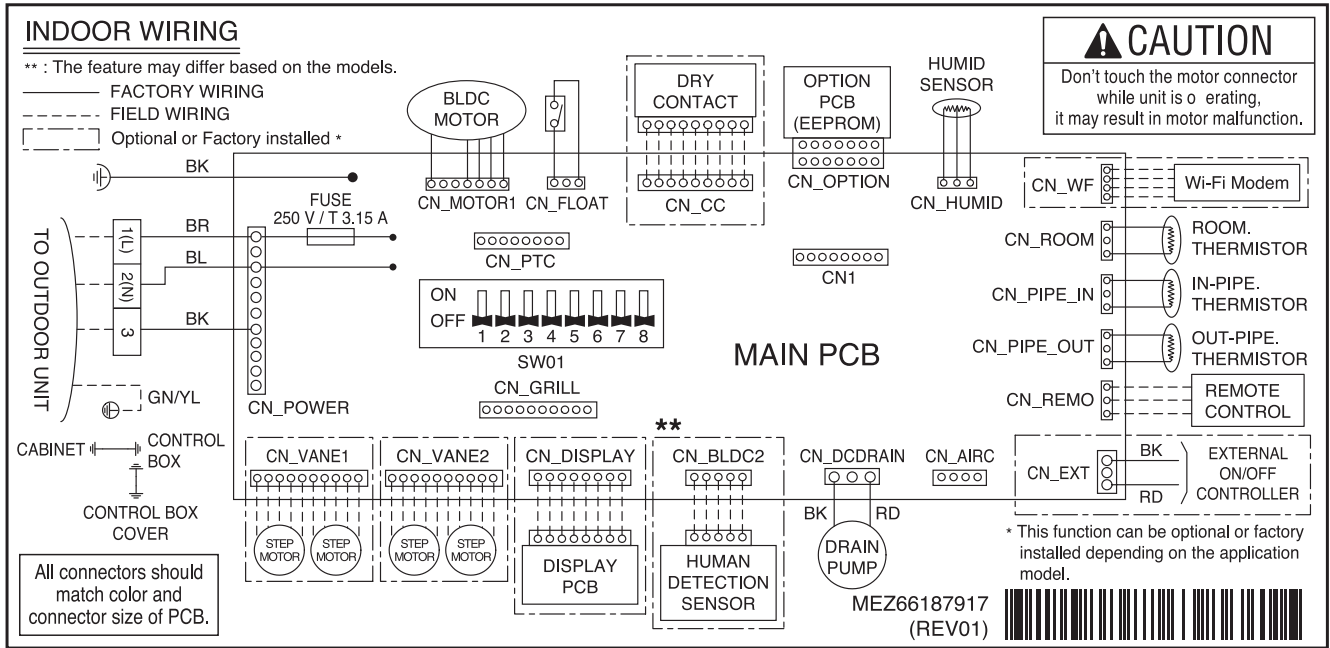 INDOOR WIRING
** : The feature may differ based on the models.
FACTORY WIRING
FIELD WIRING
Optional or Factory installed *
CAUTION
Don't touch the motor connector
while unit is o erating,
it may result in motor malfunction.
BLDC
MOTOR
CN_MOTOR1
CN_FLOAT
DRY
CONTACT
CN_CC
OPTION
PCB
(EEPROM)
CN_OPTION
HUMID
SENSOR
CN_HUMID
CN_WF
Wi-Fi Modem
CN_ROOM
ROOM.
THERMISTOR
CN_PIPE_IN
IN-PIPE.
THERMISTOR
CN_PIPE_OUT
OUT-PIPE.
THERMISTOR
CN_REMO
REMOTE
CONTROL
CN_EXT
BK
RD
EXTERNAL
ON/OFF
CONTROLLER
BK
FUSE
250 V / T 3.15 A
TO OUTDOOR UNIT
1(L)
BR
2(N)
BL
3
BK
GN/YL
CN_POWER
CN_PTC
CN1
ON
OFF
1 2 3 4 5 6 7 8
SW01
MAIN PCB
CN_GRILL
CABINET
CONTROL
BOX
CONTROL BOX
COVER
CN_VANE1
STEP
MOTOR
STEP
MOTOR
CN_VANE2
STEP
MOTOR
STEP
MOTOR
CN_DISPLAY
DISPLAY
PCB
**
CN_BLDC2
HUMAN
DETECTION
SENSOR
CN_DCDRAIN
BK
RD
DRAIN
PUMP
CN_AIRC
* This function can be optional or factory
installed depending on the application
model.
All connectors should
match color and
connector size of PCB.
MEZ66187917
(REV01)